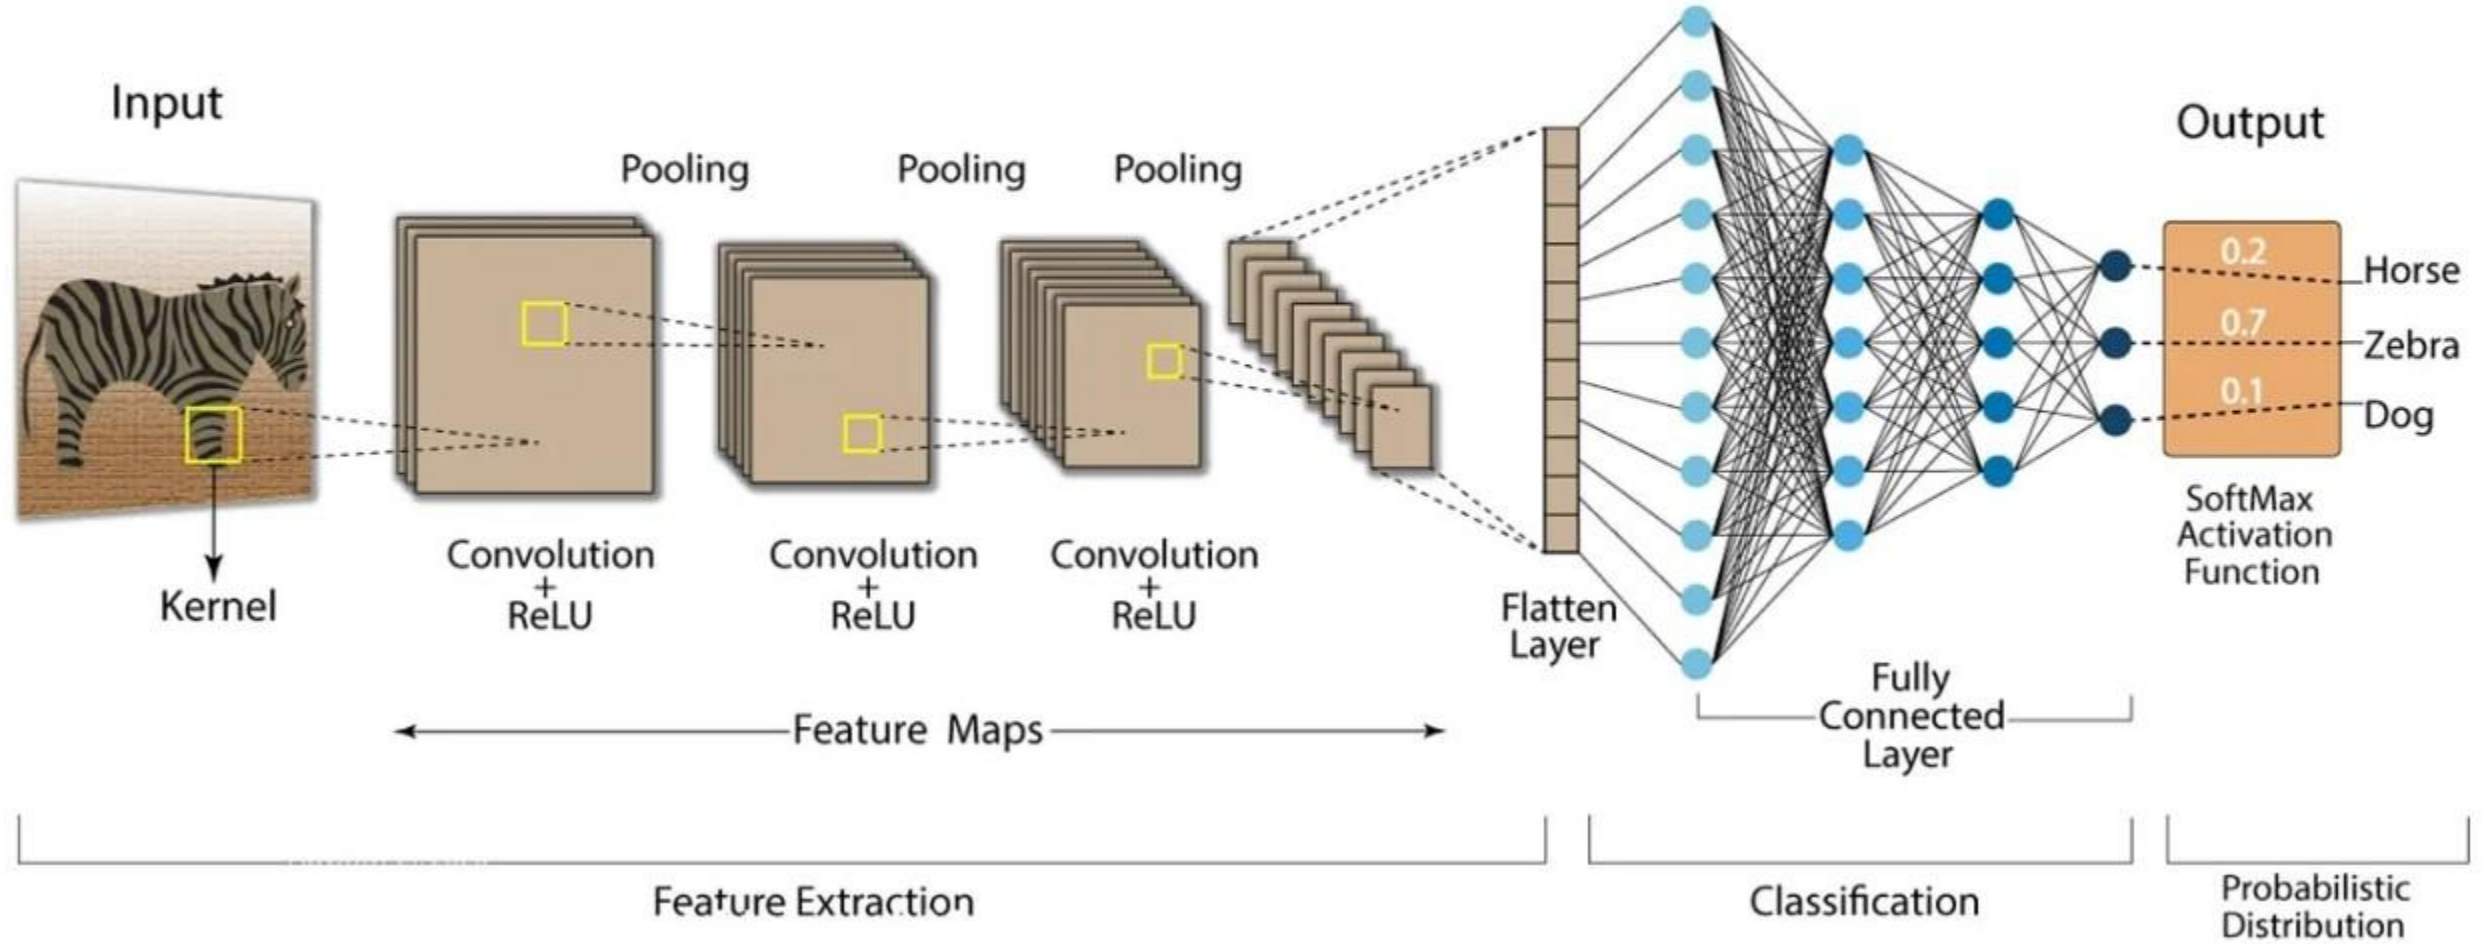 Input
Output
Pooling
Pooling
Pooling
0.2
Horse
0.7
Zebra
0.1
Dog
SoftMax
Activation
Function
Kernel
Convolution
+
ReLU
Convolution
+
ReLU
Convolution
+
ReLU
Flatten
Layer
Fully
Connected
Layer
Feature Maps
Feature Extraction
Classification
Probabilistic
Distribution